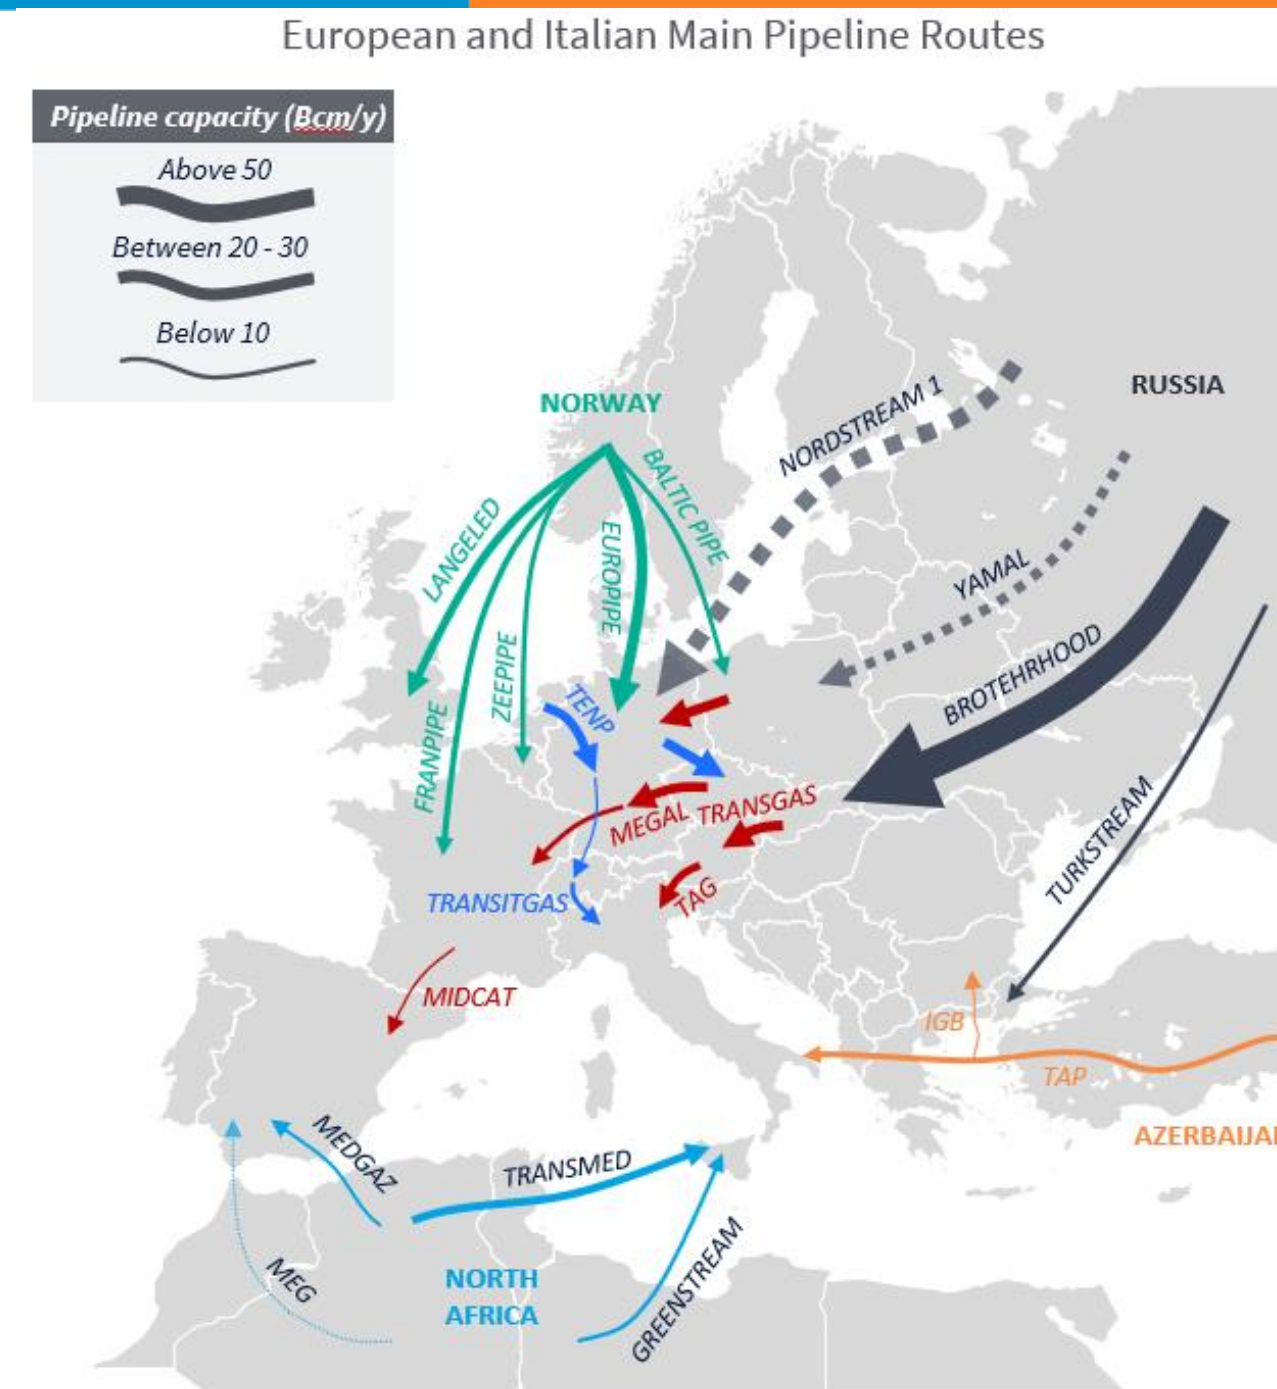 European and Italian Main Pipeline Routes
Pipeline capacity (Bcm/y)
Above 50
Between 20 - 30
Below 10
NORWAY
RUSSIA
NORDSTREAM 1
BALTIC PIPE
LANGELED
EUROPIPE
YAMAL
ZEEPIPE
BROTEHRHOOD
TENP
FRANPIPE
MEGAL
TRANSGAS
TURKSTREAM
TAG
TRANSITGAS
MIDCAT
IGB
TAP
AZERBAIJA
MEDGAZ
TRANSMED
MEG
NORTH
AFRICA
GREENSTREAM